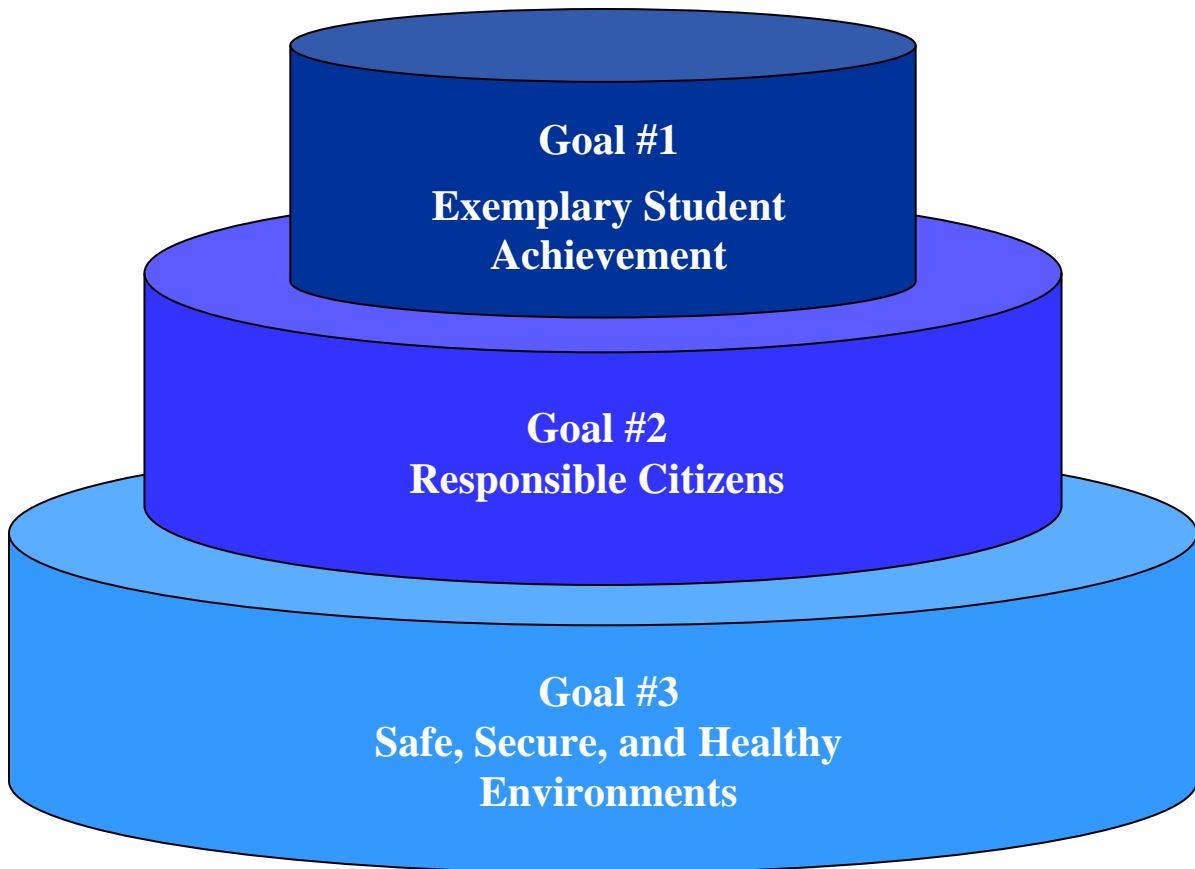 Goal #1
Exemplary Student
Achievement
Goal #2
Responsible Citizens
Goal #3
Safe, Secure, and Healthy
Environments